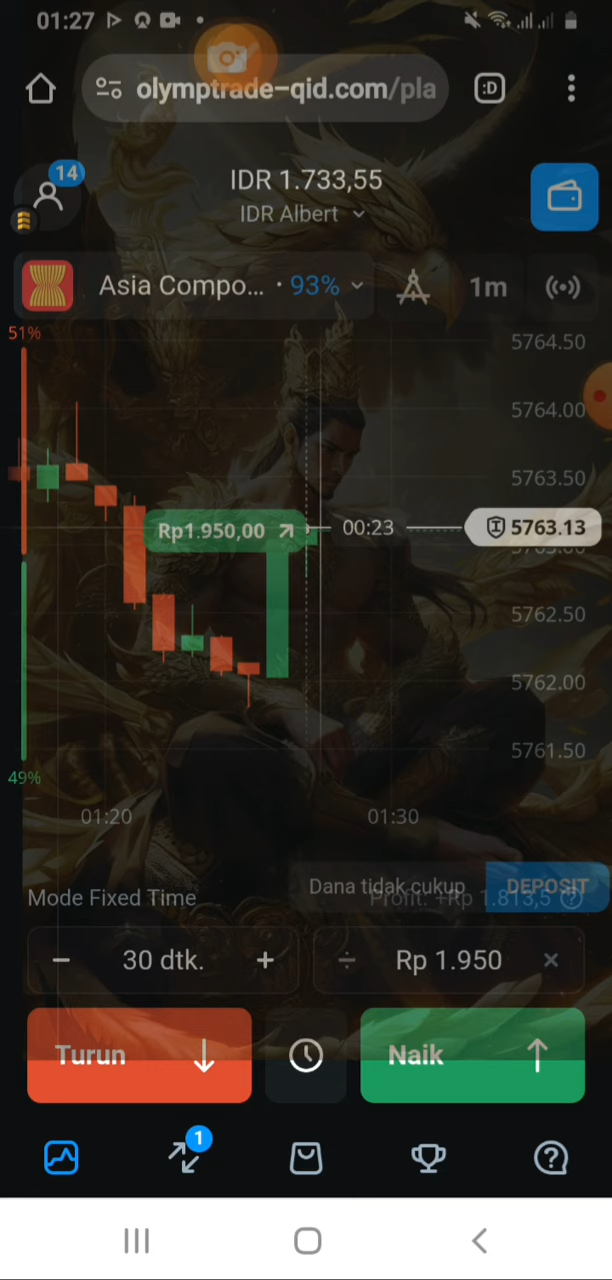 01:27
:D
olymptrade-qid.com/pla
14
IDR 1.733,55
IDR Albert
Asia Compo... · 93%
1m
51%
5764.50
5764.00
5763.50
Rp1.950,00
00:23
5763.13
5762.50
5762.00
5761.50
49%
01:20
01:30
Dana tidak cukup
DEPOSIT
Mode Fixed Time
Profit: +Rp 1.813,5
− 30 dtk. +
÷ Rp 1.950 ×
Turun
Naik
1